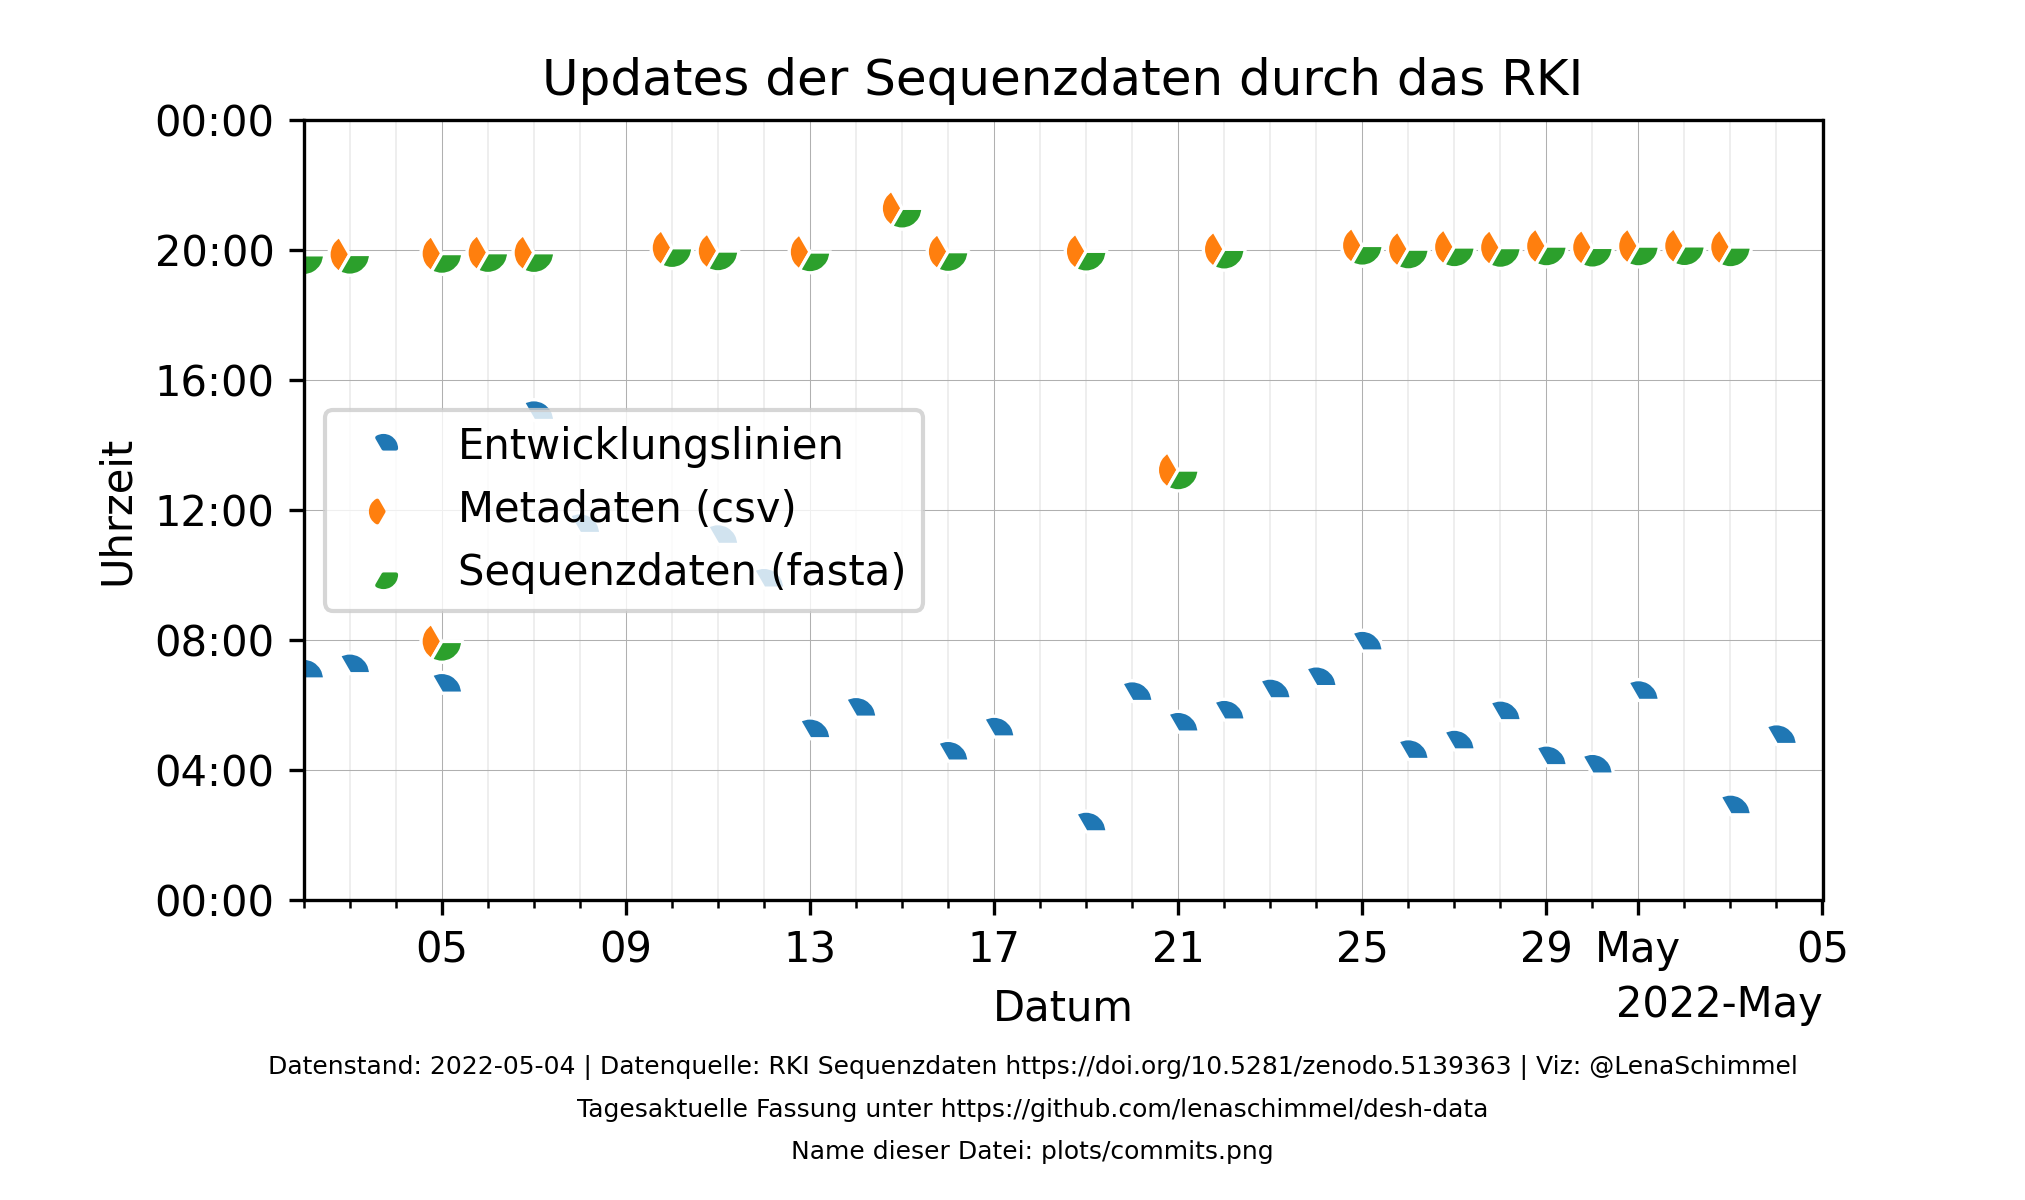 Updates der Sequenzdaten durch das RKI
00:00
20:00
16:00
12:00
08:00
04:00
00:00
Uhrzeit
Entwicklungslinien
Metadaten (csv)
Sequenzdaten (fasta)
05 09 13 17 21 25 29 May 05
Datum
2022-May
Datenstand: 2022-05-04 | Datenquelle: RKI Sequenzdaten https://doi.org/10.5281/zenodo.5139363 | Viz: @LenaSchimmel
Tagesaktuelle Fassung unter https://github.com/lenaschimmel/desh-data
Name dieser Datei: plots/commits.png